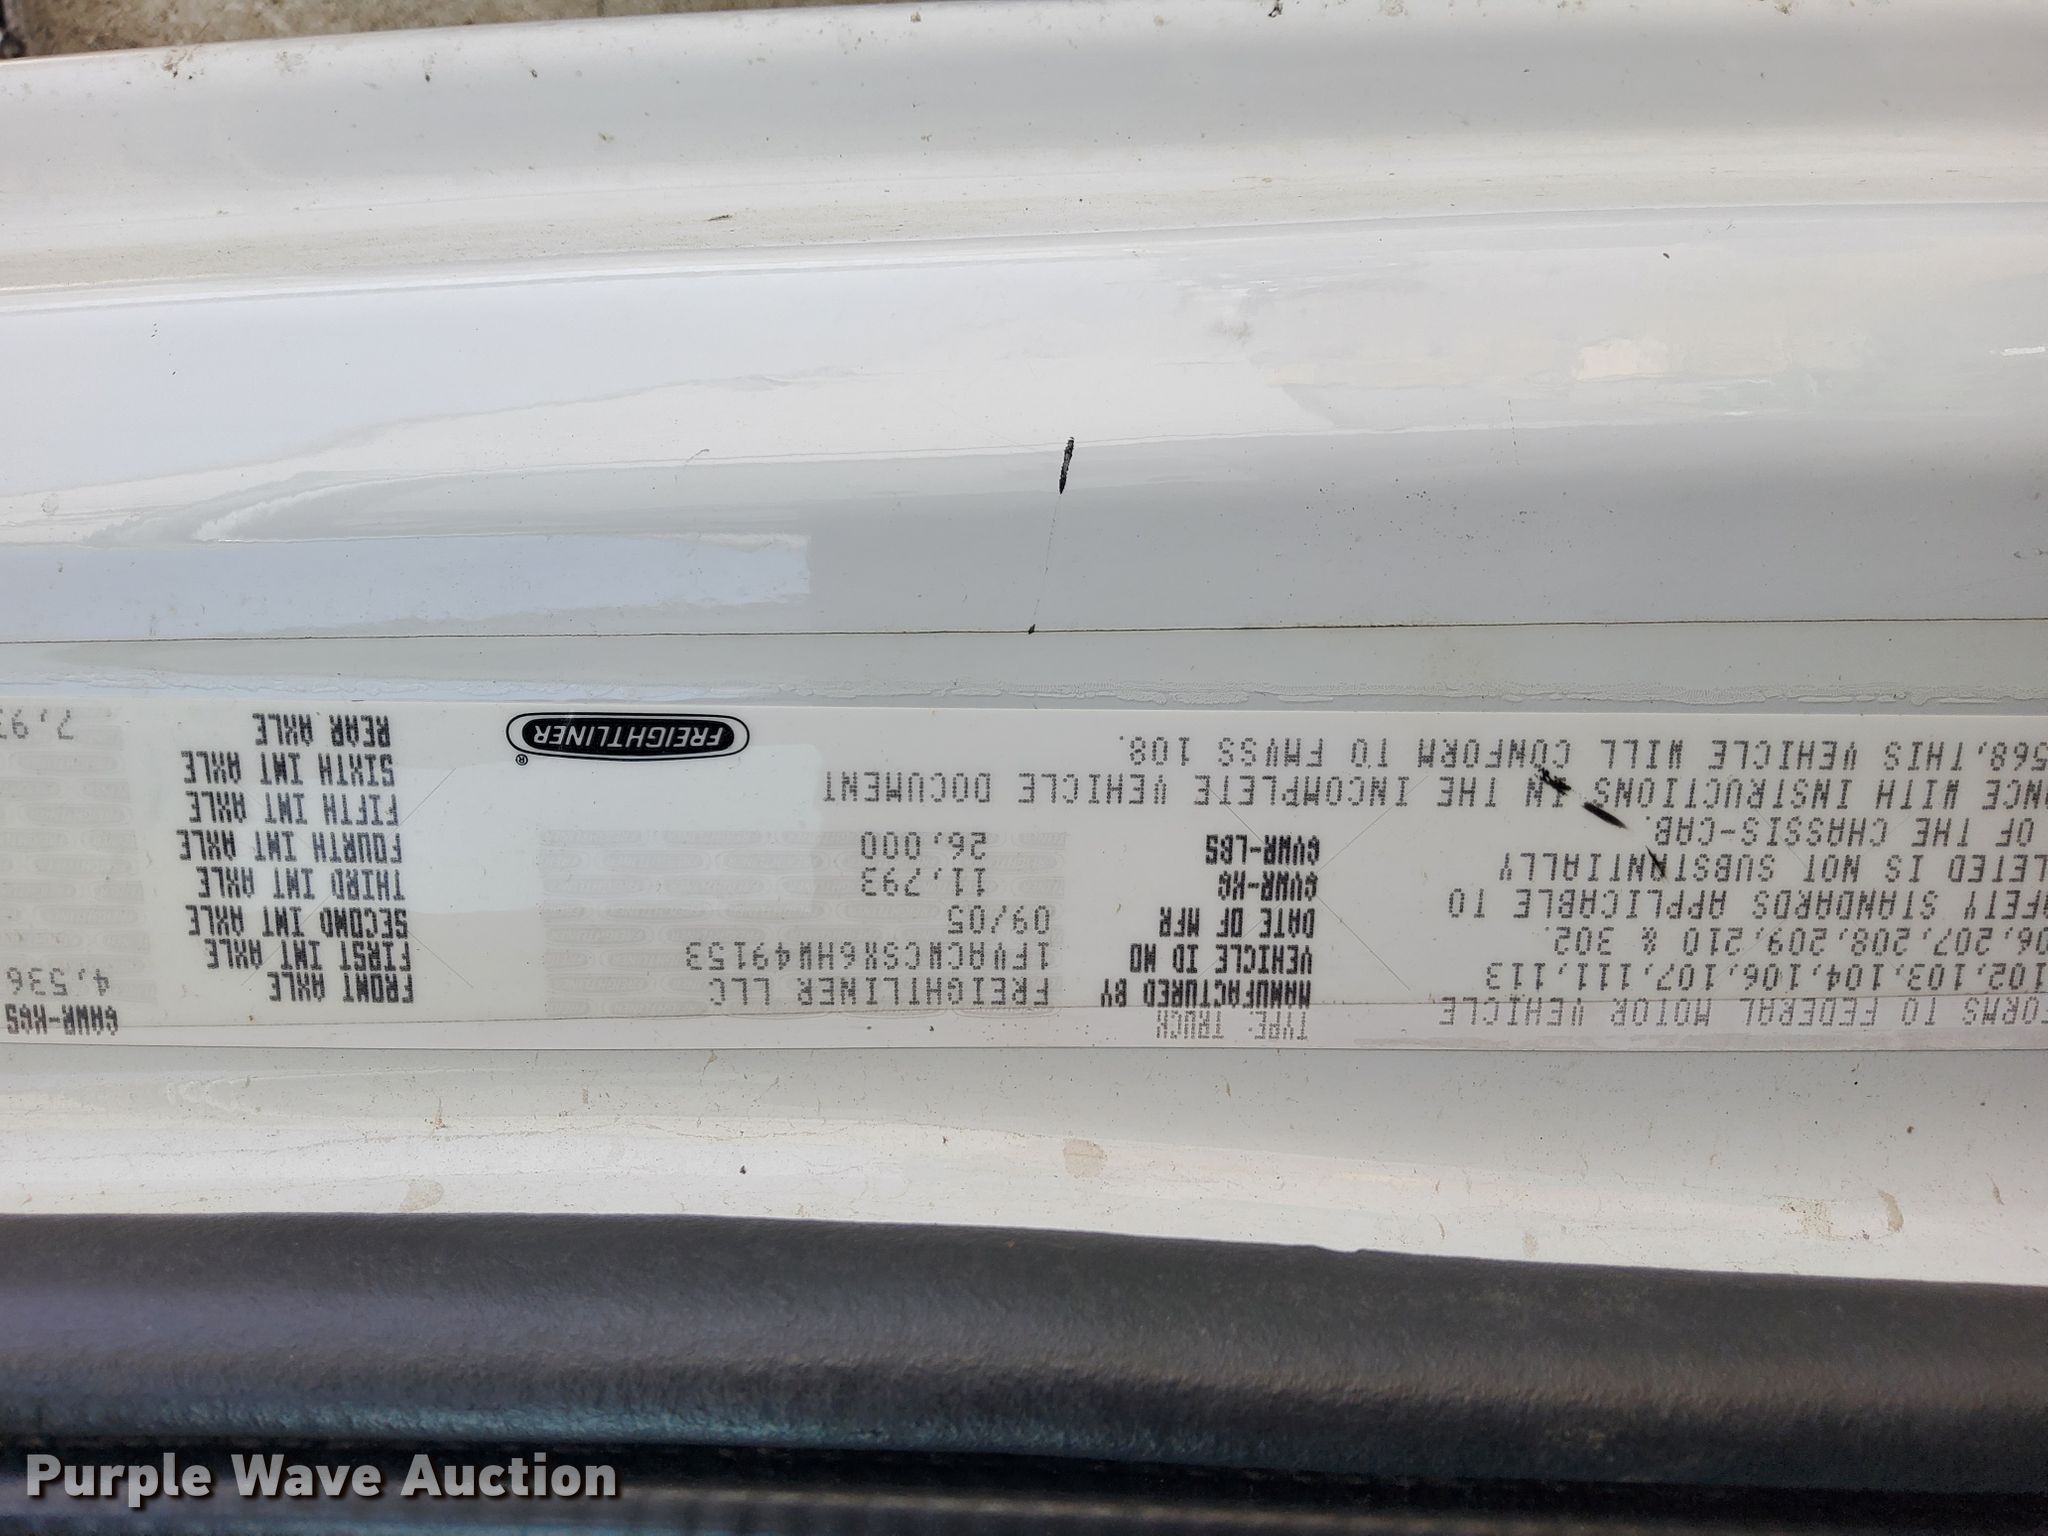 FORMS TO FEDERAL MOTOR VEHICLE
102,103,104,106,107,111,113
06,207,208,209,210 & 302.
AFETY STANDARDS APPLICABLE TO
LETED IS NOT SUBSTANTIALLY
OF THE CHASSIS-CAB.
NCE WITH INSTRUCTIONS IN THE INCOMPLETE VEHICLE DOCUMENT
568,THIS VEHICLE WILL CONFORM TO FMVSS 108.
TYPE: TRUCK
MANUFACTURED BY FREIGHTLINER LLC
VEHICLE ID NO 1FVACWCSX6HW49153
DATE OF MFR 09/05
GVWR-KG 11,793
GVWR-LBS 26,000
FREIGHTLINER®
GAWR-KGS
FRONT AXLE 4,536
FIRST INT AXLE
SECOND INT AXLE
THIRD INT AXLE
FOURTH INT AXLE
FIFTH INT AXLE
SIXTH INT AXLE
REAR AXLE 7,93
Purple Wave Auction